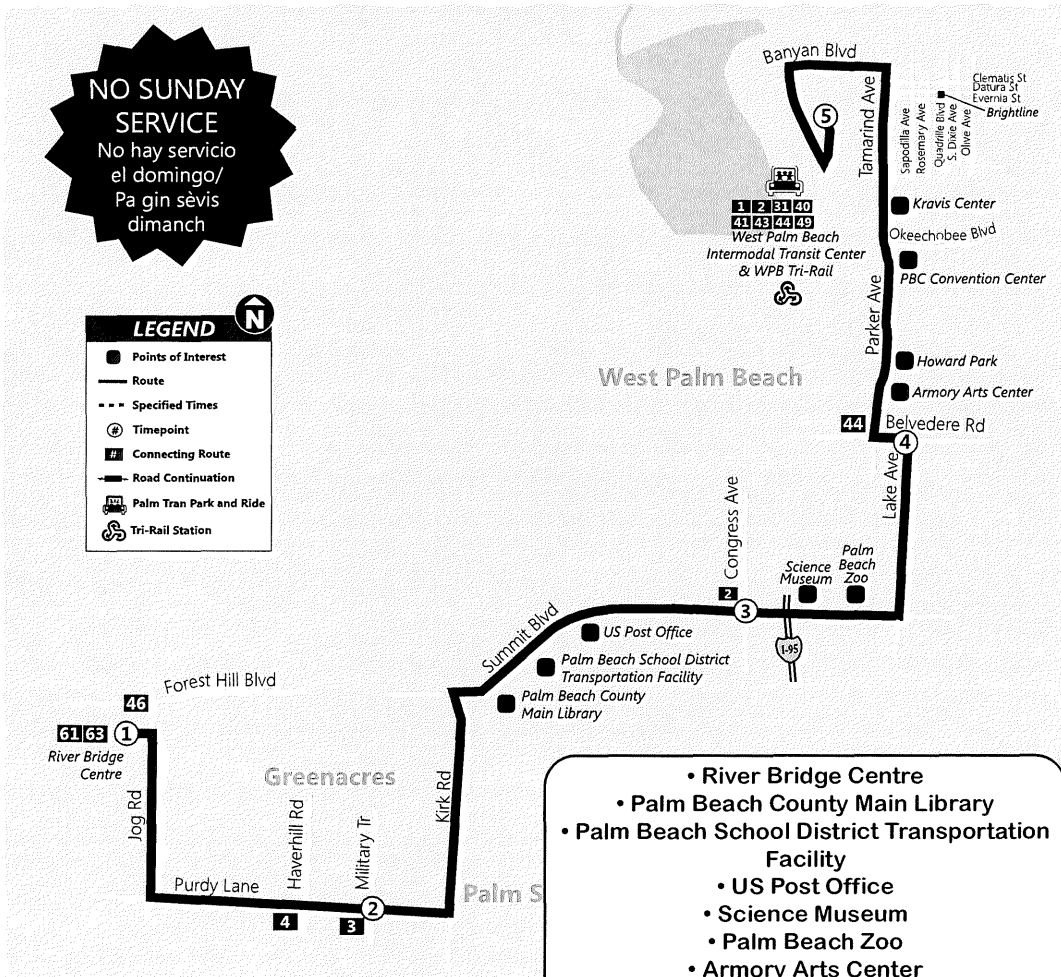 NO SUNDAY
SERVICE
No hay servicio
el domingo/
Pa gin sèvis
dimanch
LEGEND
N
Points of Interest
Route
Specified Times
# Timepoint
# Connecting Route
Road Continuation
Palm Tran Park and Ride
Tri-Rail Station
Banyan Blvd
5
Tamarind Ave
Clematis St
Datura St
Evernia St
Brightline
Sapodilla Ave
Rosemary Ave
Quadrille Blvd
S. Dixie Ave
Olive Ave
1 2 31 40
41 43 44 49
West Palm Beach
Intermodal Transit Center
& WPB Tri-Rail
Kravis Center
Okeechobee Blvd
PBC Convention Center
Parker Ave
Howard Park
Armory Arts Center
West Palm Beach
44
Belvedere Rd
4
Lake Ave
Congress Ave
2
3
Science
Museum
Palm
Beach
Zoo
I-95
Summit Blvd
US Post Office
Palm Beach School District
Transportation Facility
Palm Beach County
Main Library
Forest Hill Blvd
46
61 63
1
River Bridge
Centre
Greenacres
Jog Rd
Purdy Lane
Haverhill Rd
4
Military Tr
3
2
Kirk Rd
Palm S
• River Bridge Centre
• Palm Beach County Main Library
• Palm Beach School District Transportation
Facility
• US Post Office
• Science Museum
• Palm Beach Zoo
• Armory Arts Center